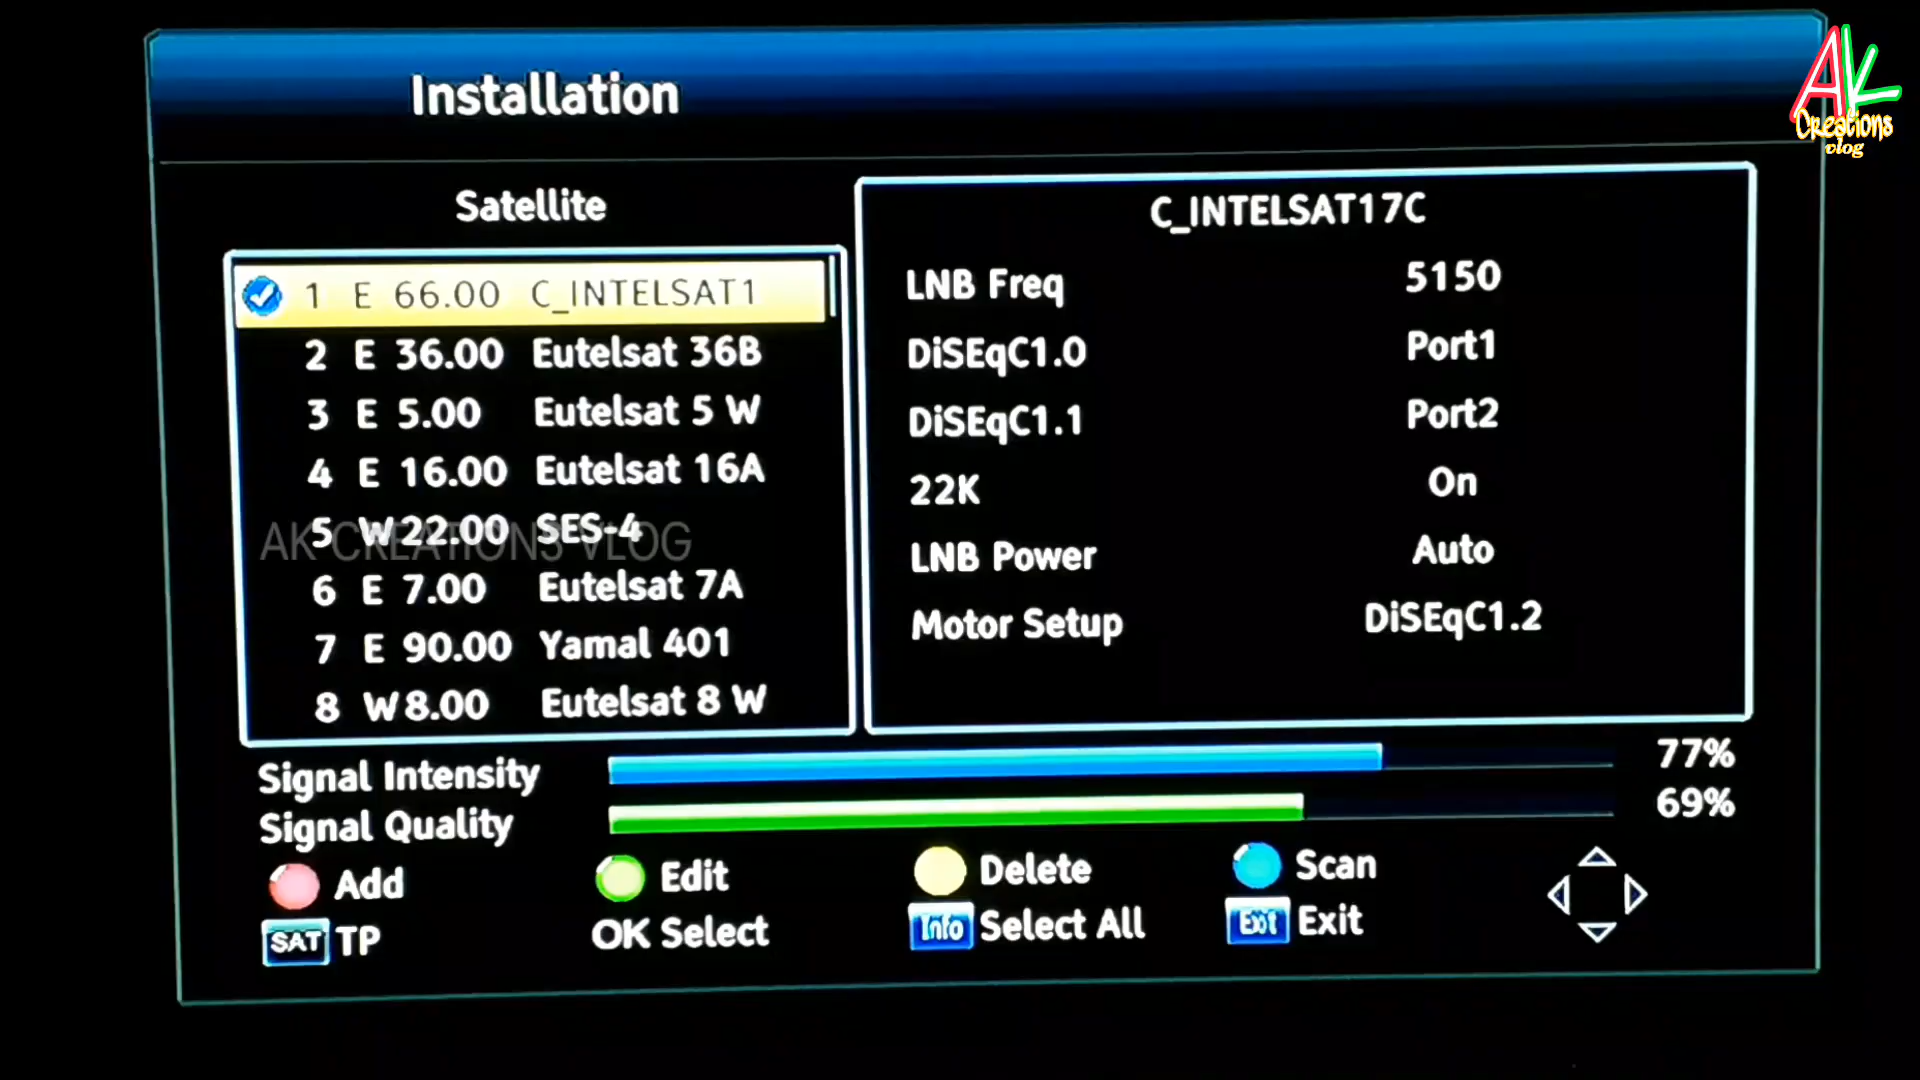 Installation
AK
Creations
vlog
Satellite
1 E 66.00 C_INTELSAT1
2 E 36.00 Eutelsat 36B
3 E 5.00 Eutelsat 5 W
4 E 16.00 Eutelsat 16A
5 W 22.00 SES-4
AK CREATIONS VLOG
6 E 7.00 Eutelsat 7A
7 E 90.00 Yamal 401
8 W 8.00 Eutelsat 8 W
C_INTELSAT17C
LNB Freq 5150
DiSEqC1.0 Port1
DiSEqC1.1 Port2
22K On
LNB Power Auto
Motor Setup DiSEqC1.2
Signal Intensity 77%
Signal Quality 69%
Add Edit Delete Scan
SAT TP OK Select Info Select All Exit Exit